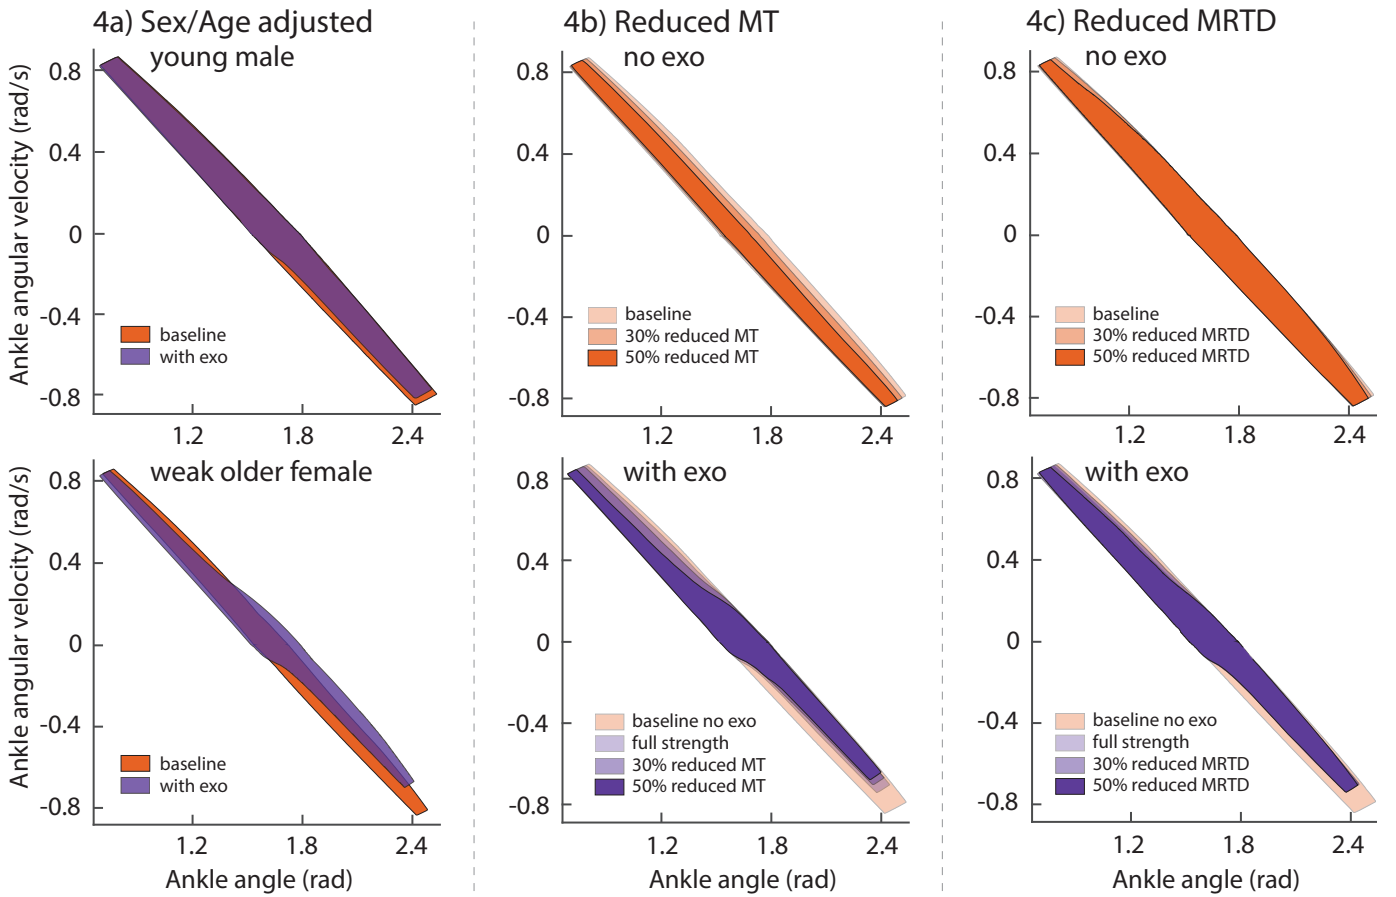 4a) Sex/Age adjusted
young male
Ankle angular velocity (rad/s)
0.8
0.4
0
-0.4
-0.8
baseline
with exo
1.2
1.8
2.4
4b) Reduced MT
no exo
0.8
0.4
0
-0.4
-0.8
baseline
30% reduced MT
50% reduced MT
1.2
1.8
2.4
4c) Reduced MRTD
no exo
0.8
0.4
0
-0.4
-0.8
baseline
30% reduced MRTD
50% reduced MRTD
1.2
1.8
2.4
weak older female
Ankle angular velocity (rad/s)
0.8
0.4
0
-0.4
-0.8
baseline
with exo
1.2
1.8
2.4
Ankle angle (rad)
with exo
0.8
0.4
0
-0.4
-0.8
baseline no exo
full strength
30% reduced MT
50% reduced MT
1.2
1.8
2.4
Ankle angle (rad)
with exo
0.8
0.4
0
-0.4
-0.8
baseline no exo
full strength
30% reduced MRTD
50% reduced MRTD
1.2
1.8
2.4
Ankle angle (rad)